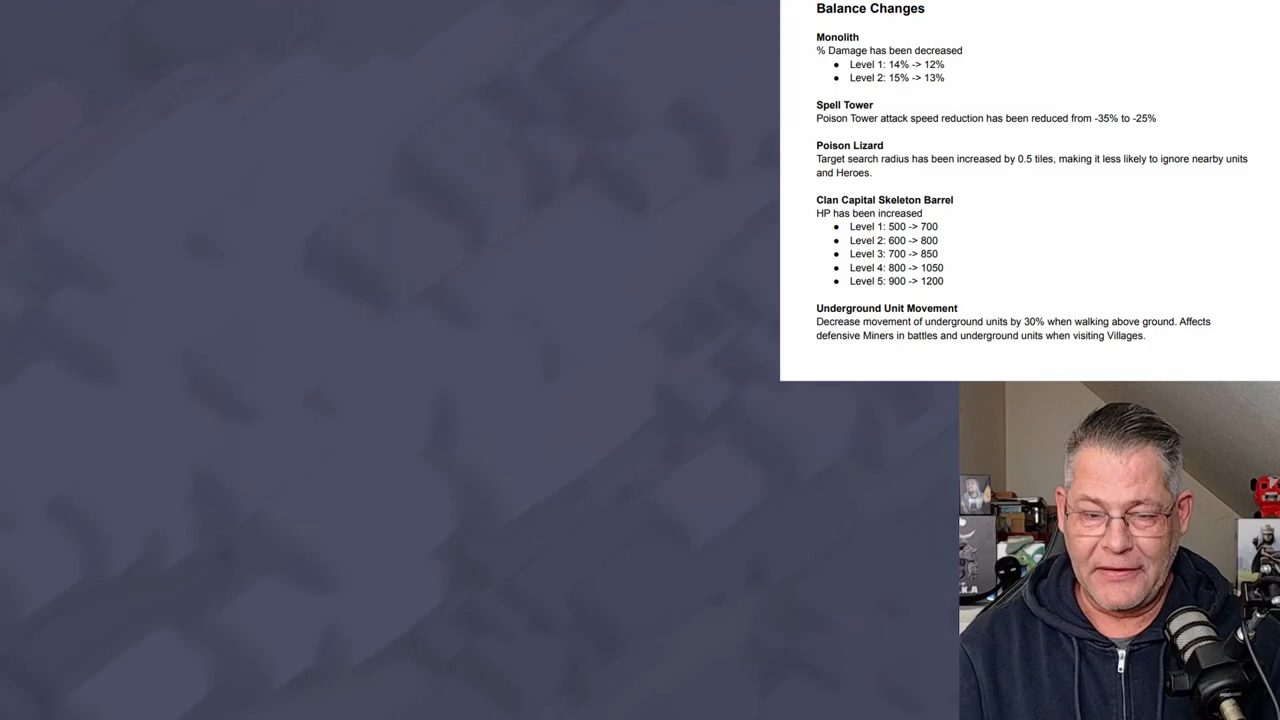 Balance Changes
Monolith
% Damage has been decreased
● Level 1: 14% -> 12%
● Level 2: 15% -> 13%
Spell Tower
Poison Tower attack speed reduction has been reduced from -35% to -25%
Poison Lizard
Target search radius has been increased by 0.5 tiles, making it less likely to ignore nearby units
and Heroes.
Clan Capital Skeleton Barrel
HP has been increased
● Level 1: 500 -> 700
● Level 2: 600 -> 800
● Level 3: 700 -> 850
● Level 4: 800 -> 1050
● Level 5: 900 -> 1200
Underground Unit Movement
Decrease movement of underground units by 30% when walking above ground. Affects
defensive Miners in battles and underground units when visiting Villages.